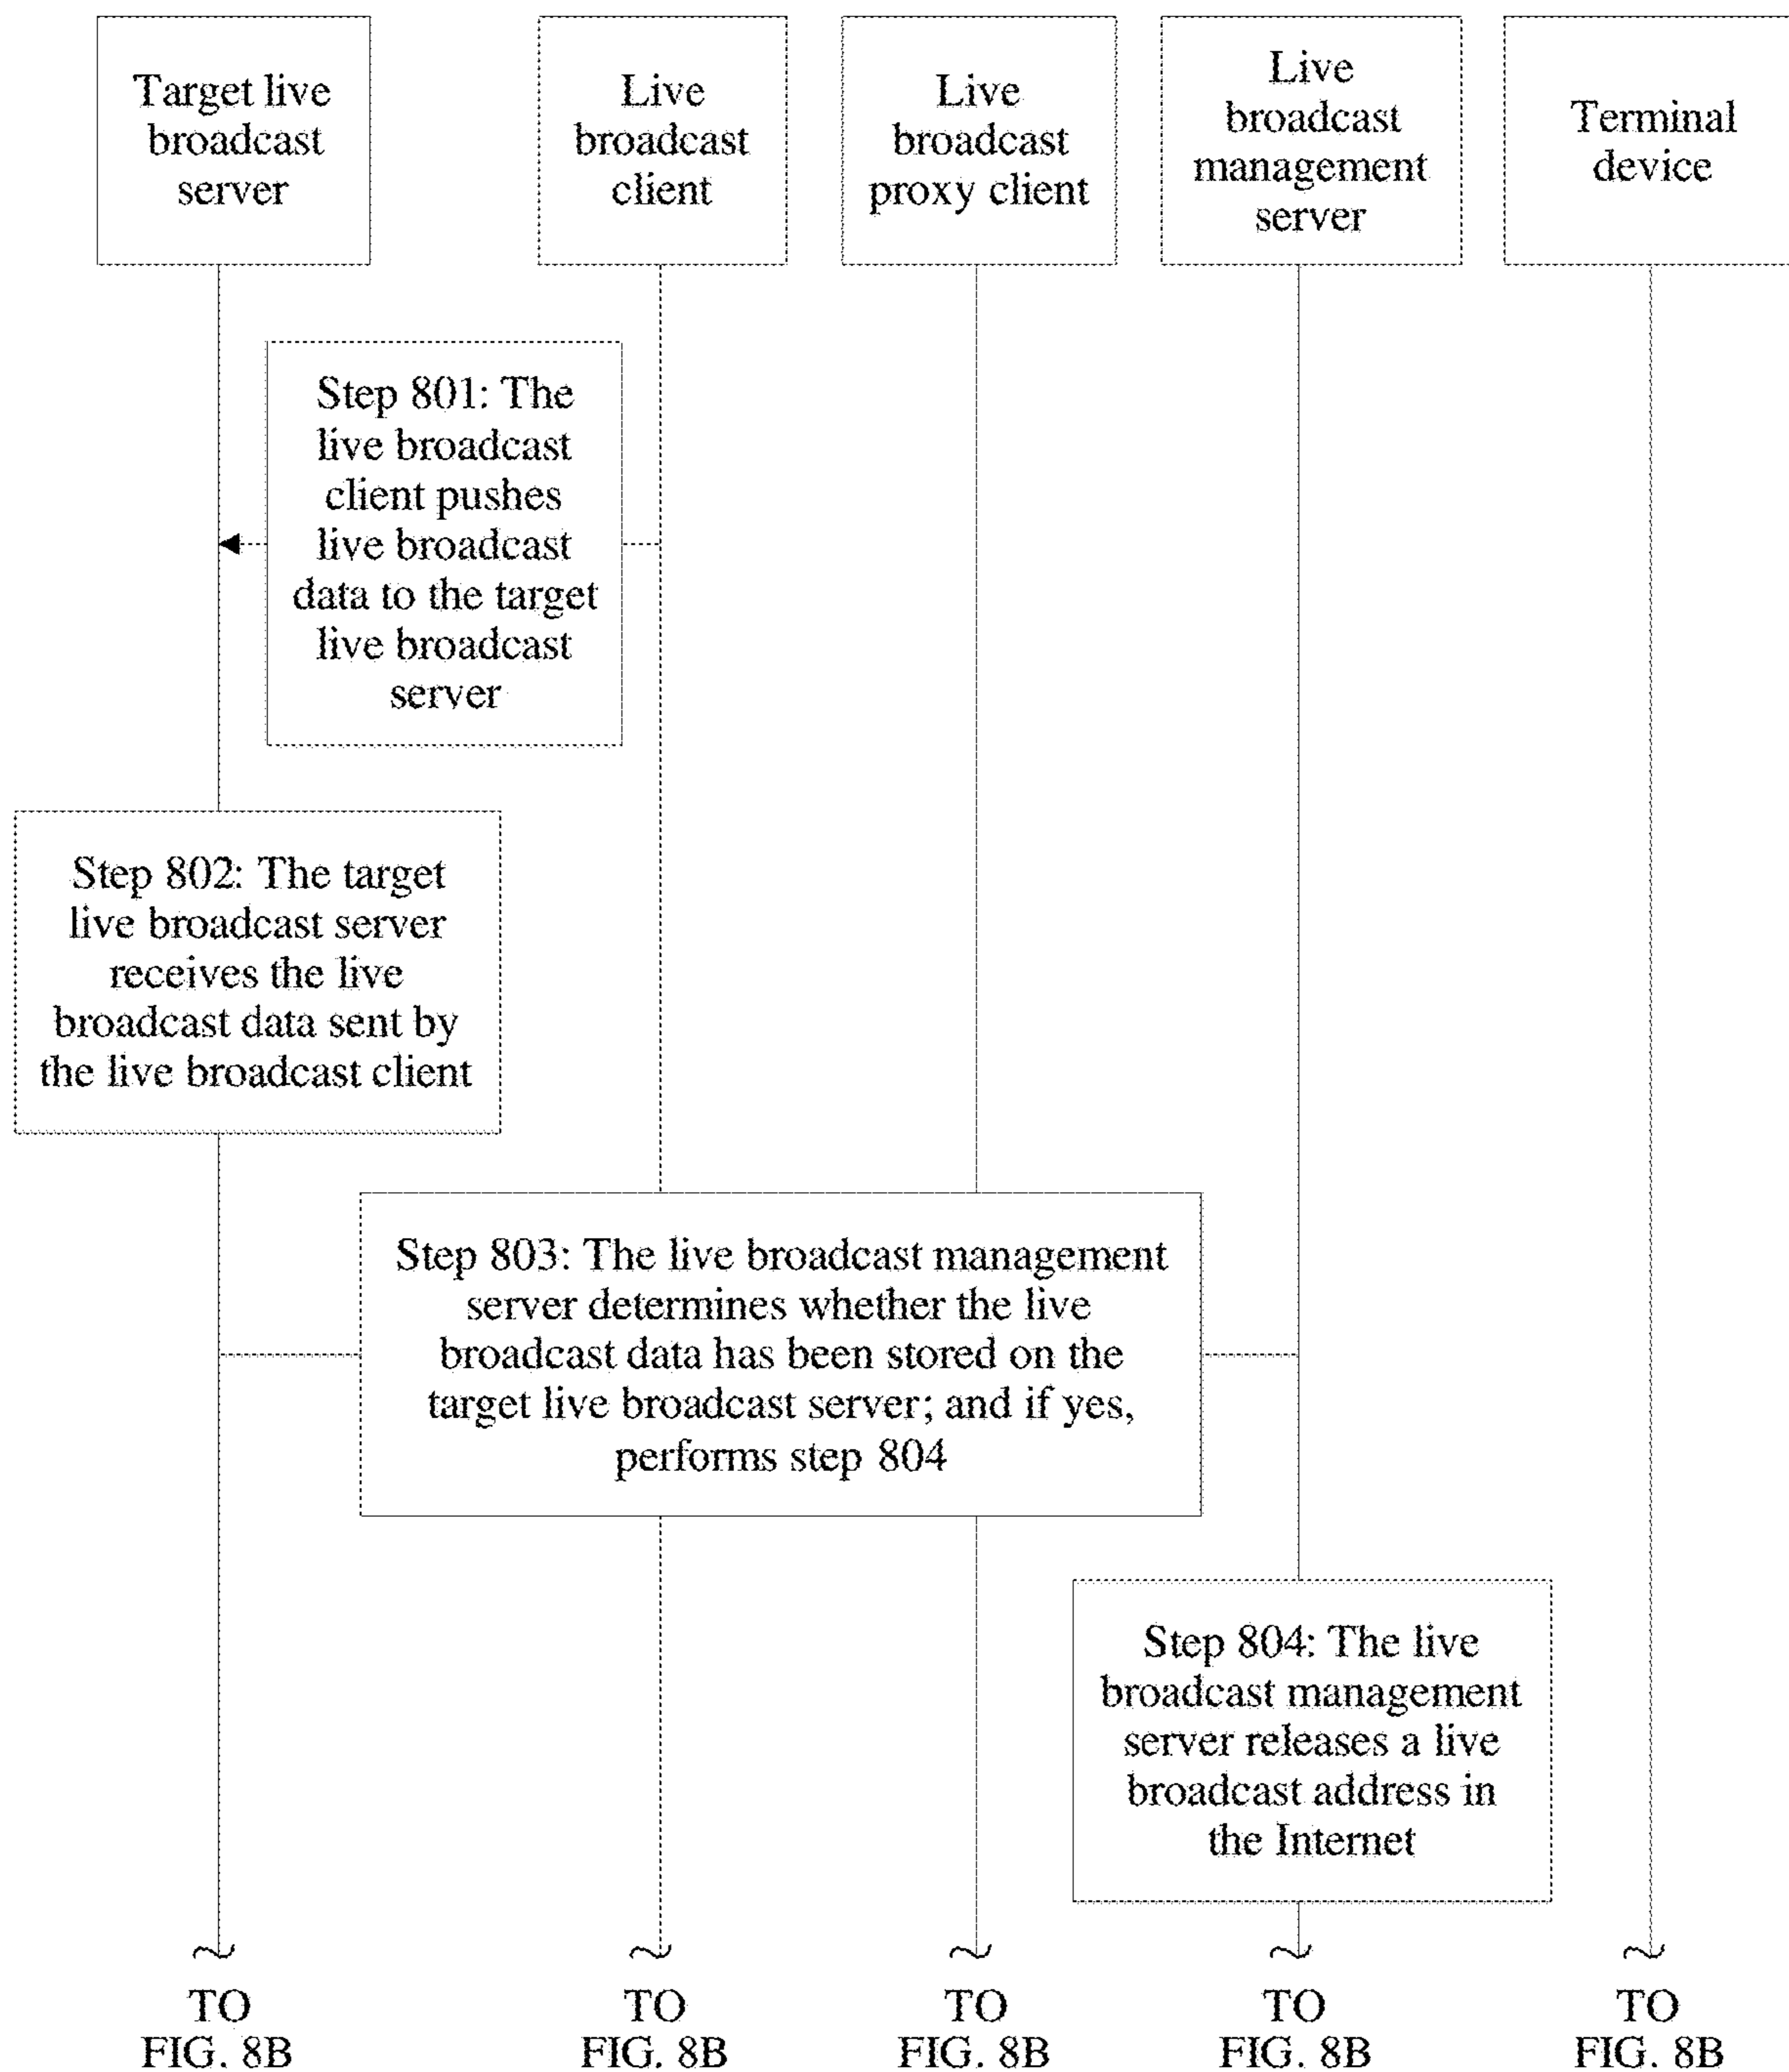 Target live
broadcast
server
Live
broadcast
client
Live
broadcast
proxy client
Live
broadcast
management
server
Terminal
device
Step 801: The
live broadcast
client pushes
live broadcast
data to the target
live broadcast
server
Step 802: The target
live broadcast server
receives the live
broadcast data sent by
the live broadcast client
Step 803: The live broadcast management
server determines whether the live
broadcast data has been stored on the
target live broadcast server; and if yes,
performs step 804
Step 804: The live
broadcast management
server releases a live
broadcast address in
the Internet
TO
FIG. 8B
TO
FIG. 8B
TO
FIG. 8B
TO
FIG. 8B
TO
FIG. 8B